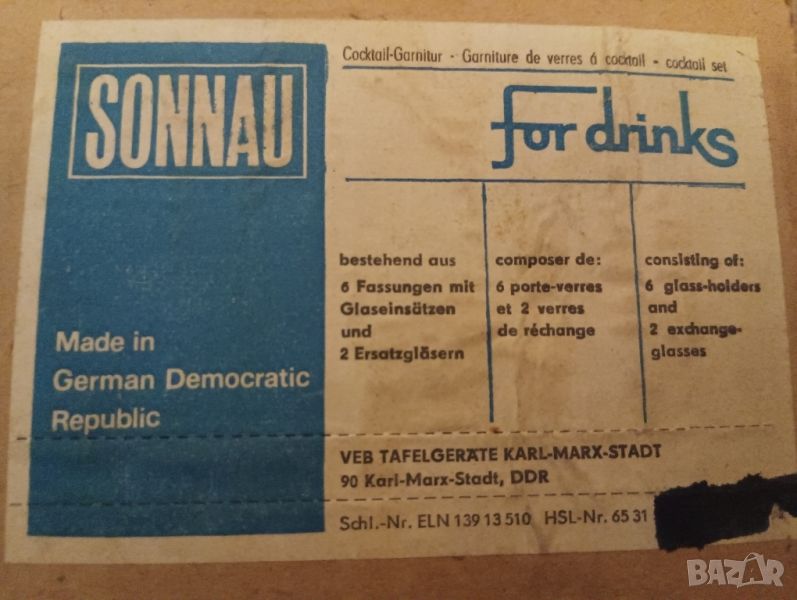 SONNAU
Made in
German Democratic
Republic
Cocktail-Garnitur - Garniture de verres á cocktail - cocktail set
for drinks
bestehend aus
6 Fassungen mit
Glaseinsätzen
und
2 Ersatzgläsern
composer de:
6 porte-verres
et 2 verres
de réchange
consisting of:
6 glass-holders
and
2 exchange-
glasses
VEB TAFELGERÄTE KARL-MARX-STADT
90 Karl-Marx-Stadt, DDR
Schl.-Nr. ELN 139 13 510 HSL-Nr. 65 31
BAZAR